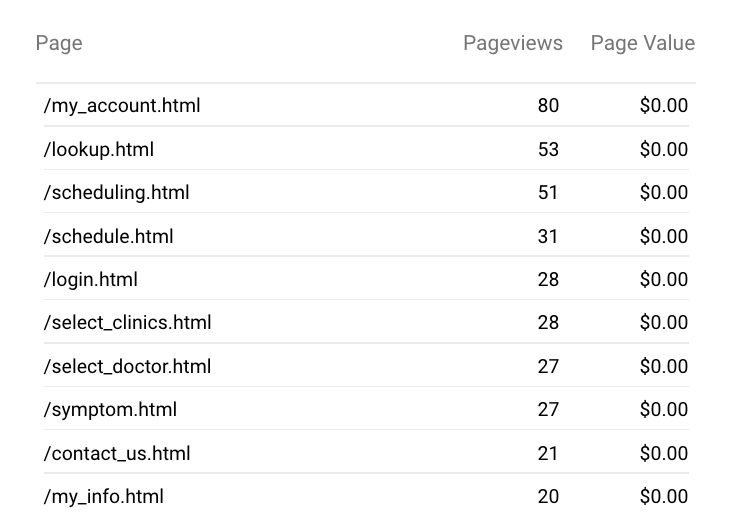 Page Pageviews Page Value
/my_account.html 80 $0.00
/lookup.html 53 $0.00
/scheduling.html 51 $0.00
/schedule.html 31 $0.00
/login.html 28 $0.00
/select_clinics.html 28 $0.00
/select_doctor.html 27 $0.00
/symptom.html 27 $0.00
/contact_us.html 21 $0.00
/my_info.html 20 $0.00